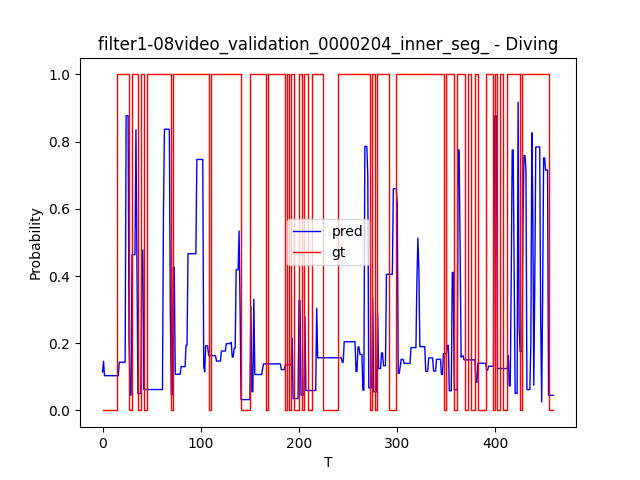 filter1-08video_validation_0000204_inner_seg_ - Diving
1.0
0.8
0.6
0.4
0.2
0.0
Probability
pred
gt
0 100 200 300 400
T